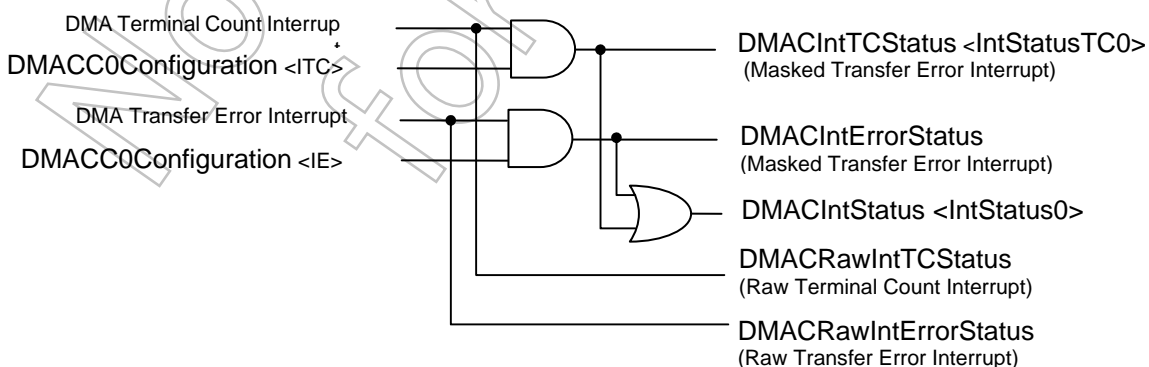 DMA Terminal Count Interrup
DMACC0Configuration <ITC>
DMA Transfer Error Interrupt
DMACC0Configuration <IE>
DMACIntTCStatus <IntStatusTC0>
(Masked Transfer Error Interrupt)
DMACIntErrorStatus
(Masked Transfer Error Interrupt)
DMACIntStatus <IntStatus0>
DMACRawIntTCStatus
(Raw Terminal Count Interrupt)
DMACRawIntErrorStatus
(Raw Transfer Error Interrupt)